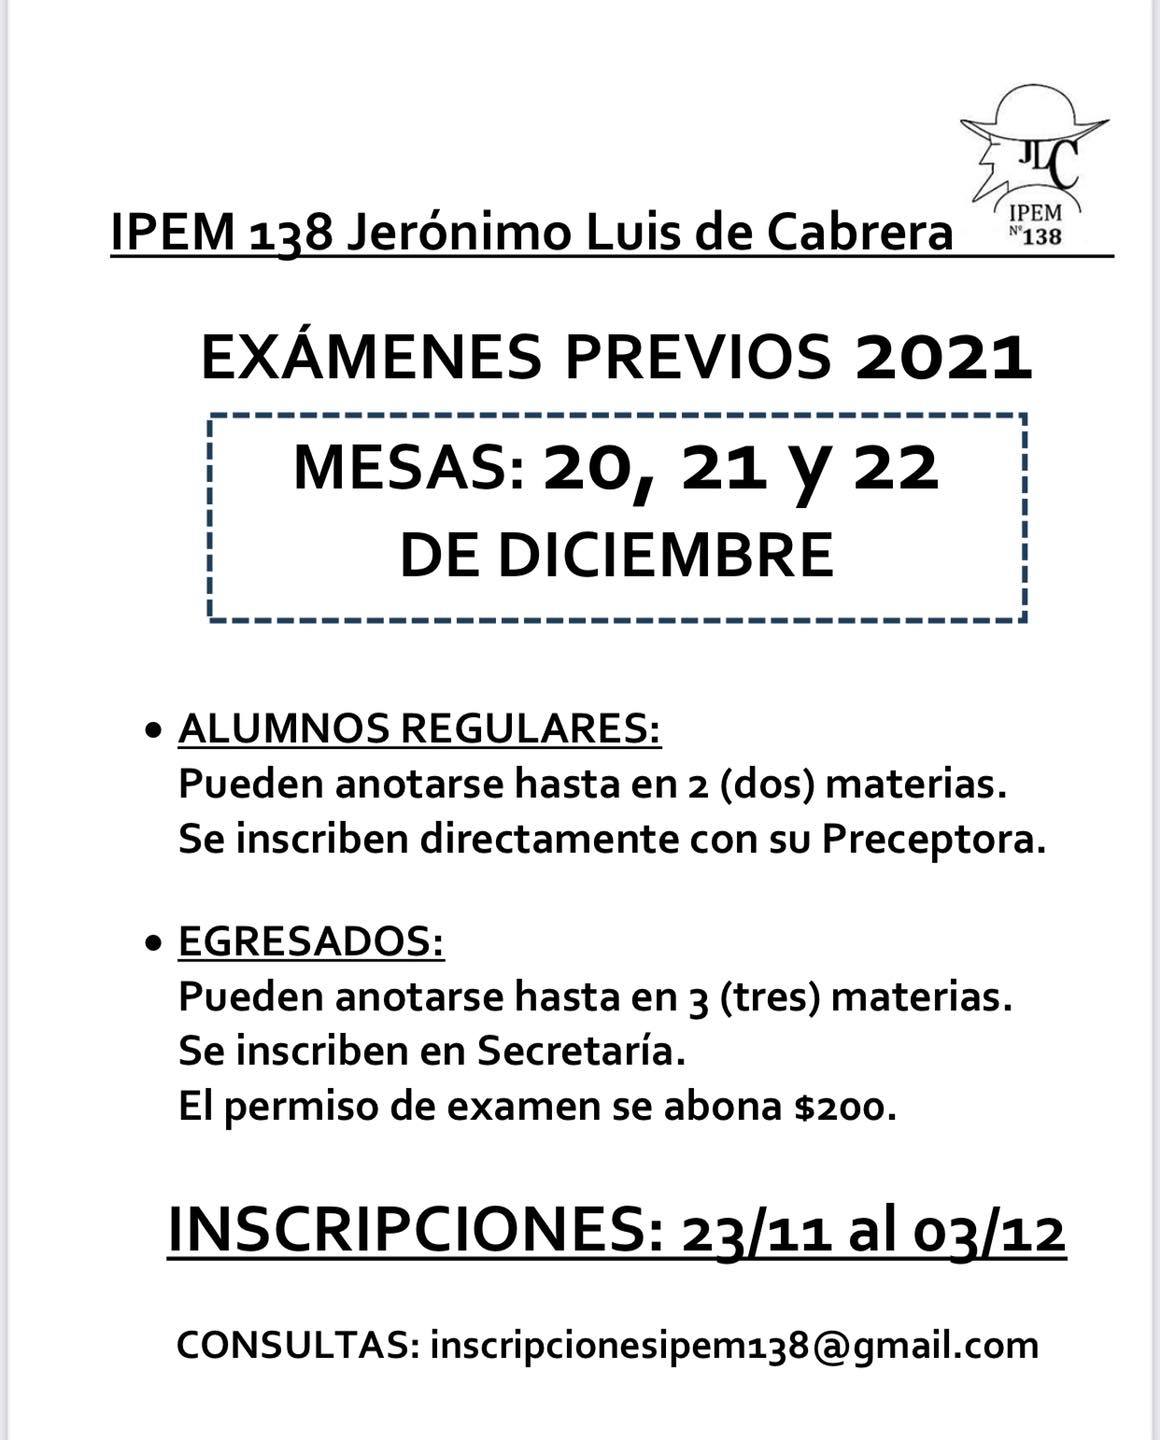 JLC
IPEM
N°138
IPEM 138 Jerónimo Luis de Cabrera
EXÁMENES PREVIOS 2021
MESAS: 20, 21 y 22
DE DICIEMBRE
• ALUMNOS REGULARES:
Pueden anotarse hasta en 2 (dos) materias.
Se inscriben directamente con su Preceptora.
• EGRESADOS:
Pueden anotarse hasta en 3 (tres) materias.
Se inscriben en Secretaría.
El permiso de examen se abona $200.
INSCRIPCIONES: 23/11 al 03/12
CONSULTAS: inscripcionesipem138@gmail.com